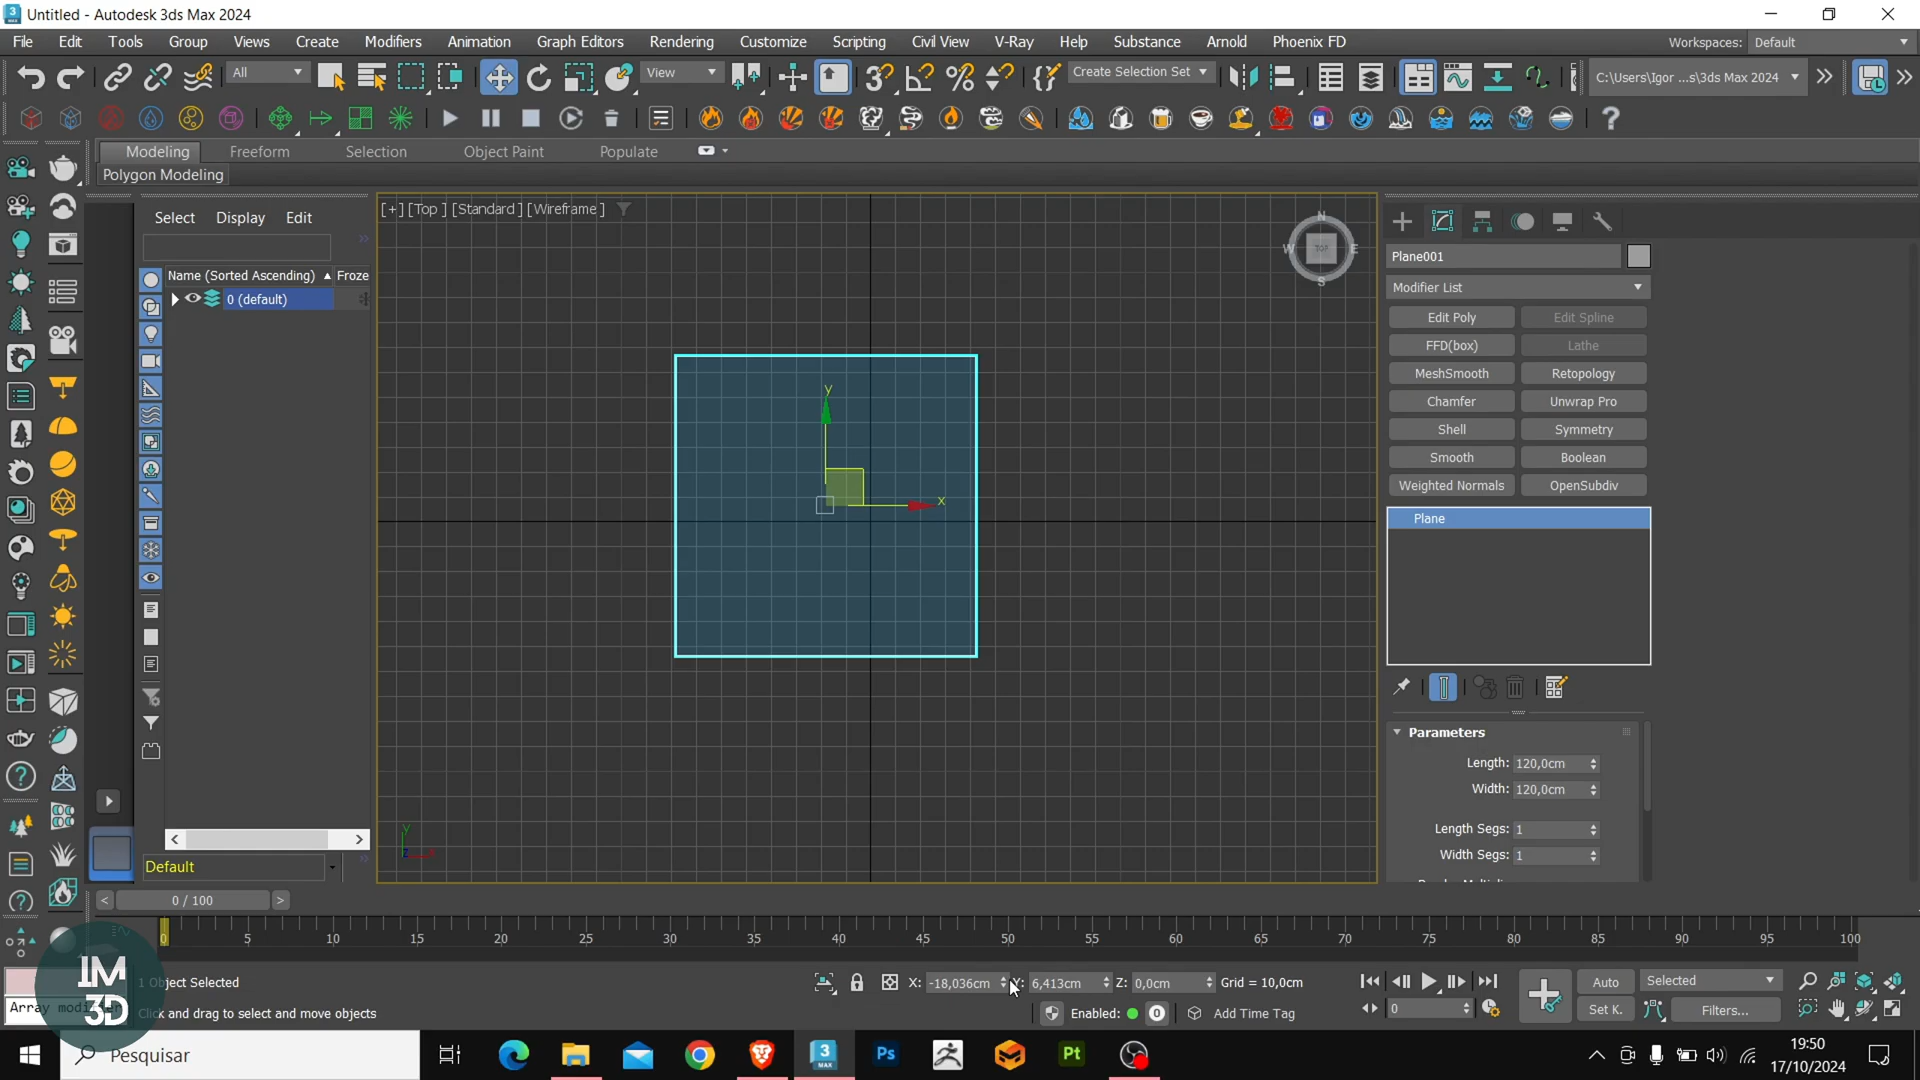 Untitled - Autodesk 3ds Max 2024
File Edit Tools Group Views Create Modifiers Animation Graph Editors Rendering Customize Scripting Civil View V-Ray Help Substance Arnold Phoenix FD Workspaces: Default
All View Create Selection Set C:\Users\Igor ...s\3ds Max 2024
Modeling Freeform Selection Object Paint Populate
Polygon Modeling
Select Display Edit
[+] [Top ] [Standard ] [Wireframe ]
N
W TOP E
S
Plane001
Name (Sorted Ascending) Froze
0 (default)
Modifier List
Edit Poly Edit Spline
FFD(box) Lathe
MeshSmooth Retopology
Chamfer Unwrap Pro
Shell Symmetry
Smooth Boolean
Weighted Normals OpenSubdiv
Plane
y
x
Parameters
Length: 120,0cm
Width: 120,0cm
Length Segs: 1
Width Segs: 1
y
z
Default
0 / 100
0 5 10 15 20 25 30 35 40 45 50 55 60 65 70 75 80 85 90 95 100
1 Object Selected X: -18,036cm Y: 6,413cm Z: 0,0cm Grid = 10,0cm Auto Selected
IM
3D
Click and drag to select and move objects Enabled: 0 Add Time Tag 0 Set K. Filters...
Pesquisar
3 MAX Ps Pt
19:50
17/10/2024